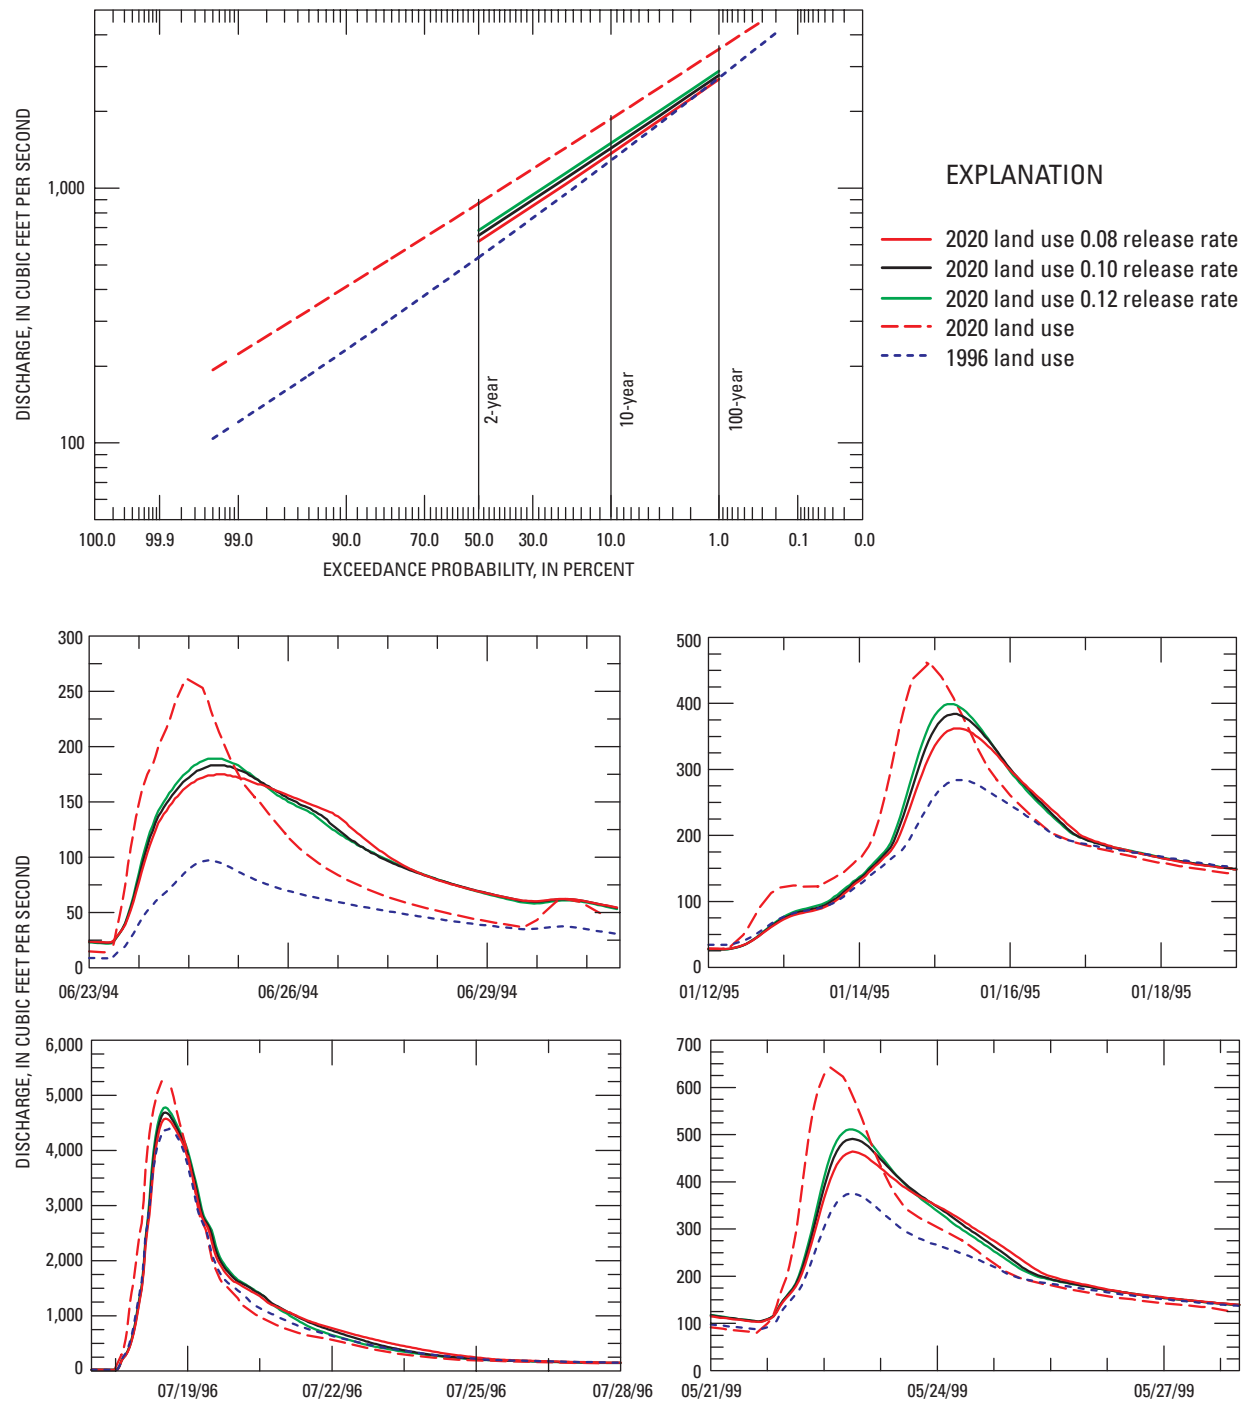 DISCHARGE, IN CUBIC FEET PER SECOND
1,000
100
2-year
10-year
100-year
100.0 99.9 99.0 90.0 70.0 50.0 30.0 10.0 1.0 0.1 0.0
EXCEEDANCE PROBABILITY, IN PERCENT
EXPLANATION
2020 land use 0.08 release rate
2020 land use 0.10 release rate
2020 land use 0.12 release rate
2020 land use
1996 land use
DISCHARGE, IN CUBIC FEET PER SECOND
300
250
200
150
100
50
0
06/23/94 06/26/94 06/29/94
500
400
300
200
100
0
01/12/95 01/14/95 01/16/95 01/18/95
6,000
5,000
4,000
3,000
2,000
1,000
0
07/19/96 07/22/96 07/25/96 07/28/96
700
600
500
400
300
200
100
0
05/21/99 05/24/99 05/27/99